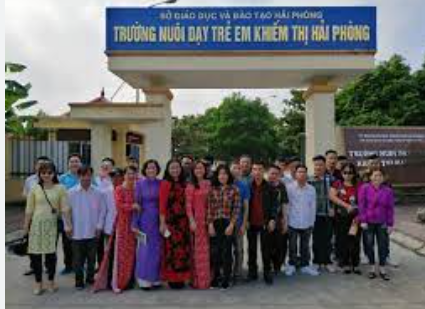 SỞ GIÁO DỤC VÀ ĐÀO TẠO HẢI PHÒNG
TRƯỜNG NUÔI DẠY TRẺ EM KHIẾM THỊ HẢI PHÒNG